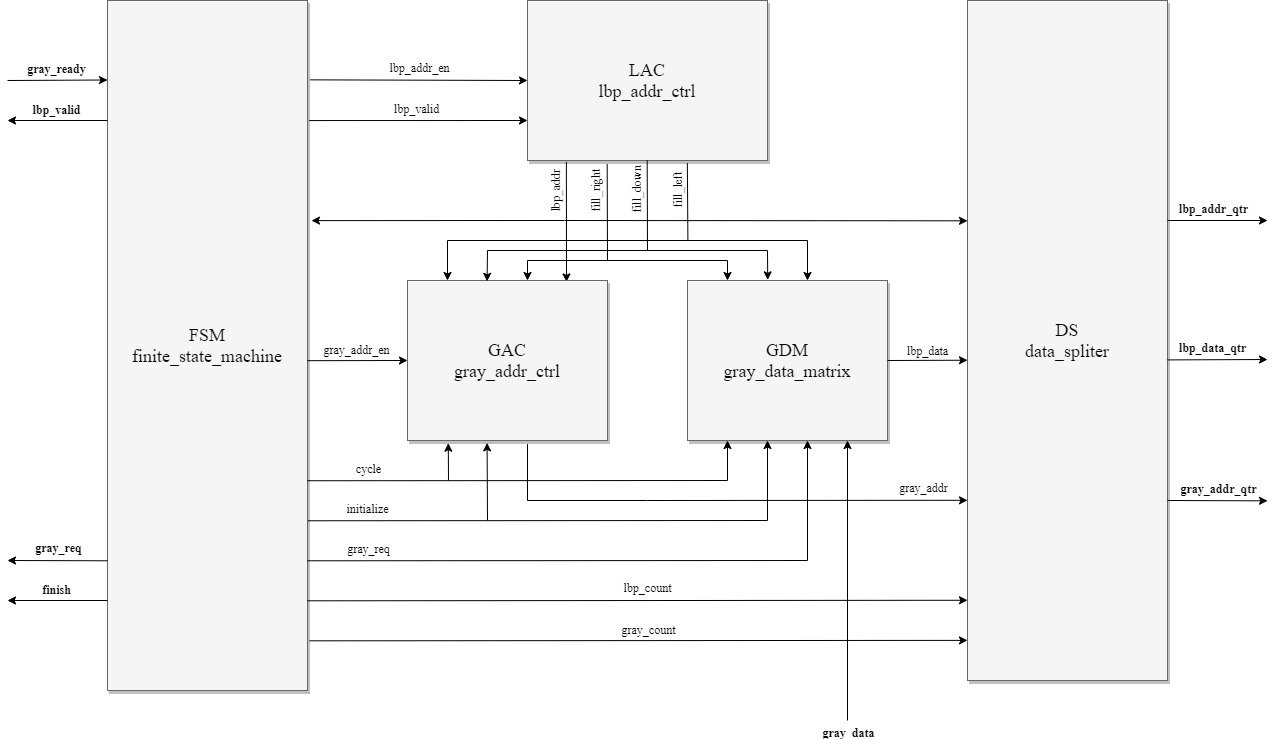 LAC
lbp_addr_ctrl
gray_ready
lbp_addr_en
lbp_valid
lbp_valid
lbp_addr
fill_right
fill_down
fill_left
lbp_addr_qtr
FSM
finite_state_machine
gray_addr_en
GAC
gray_addr_ctrl
GDM
gray_data_matrix
lbp_data
DS
data_spliter
lbp_data_qtr
cycle
gray_addr
gray_addr_qtr
initialize
gray_req
gray_req
finish
lbp_count
gray_count
gray_data